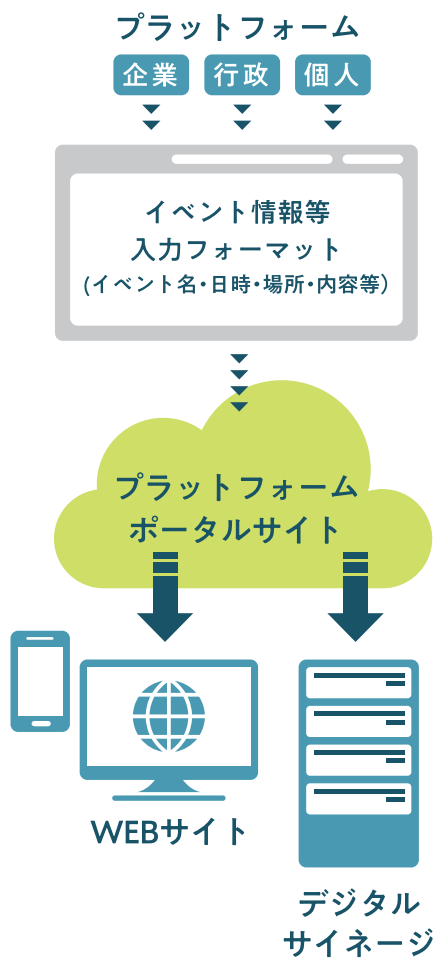 プラットフォーム
企業 行政 個人
イベント情報等
入力フォーマット
(イベント名・日時・場所・内容等)
プラットフォーム
ポータルサイト
WEBサイト
デジタル
サイネージ